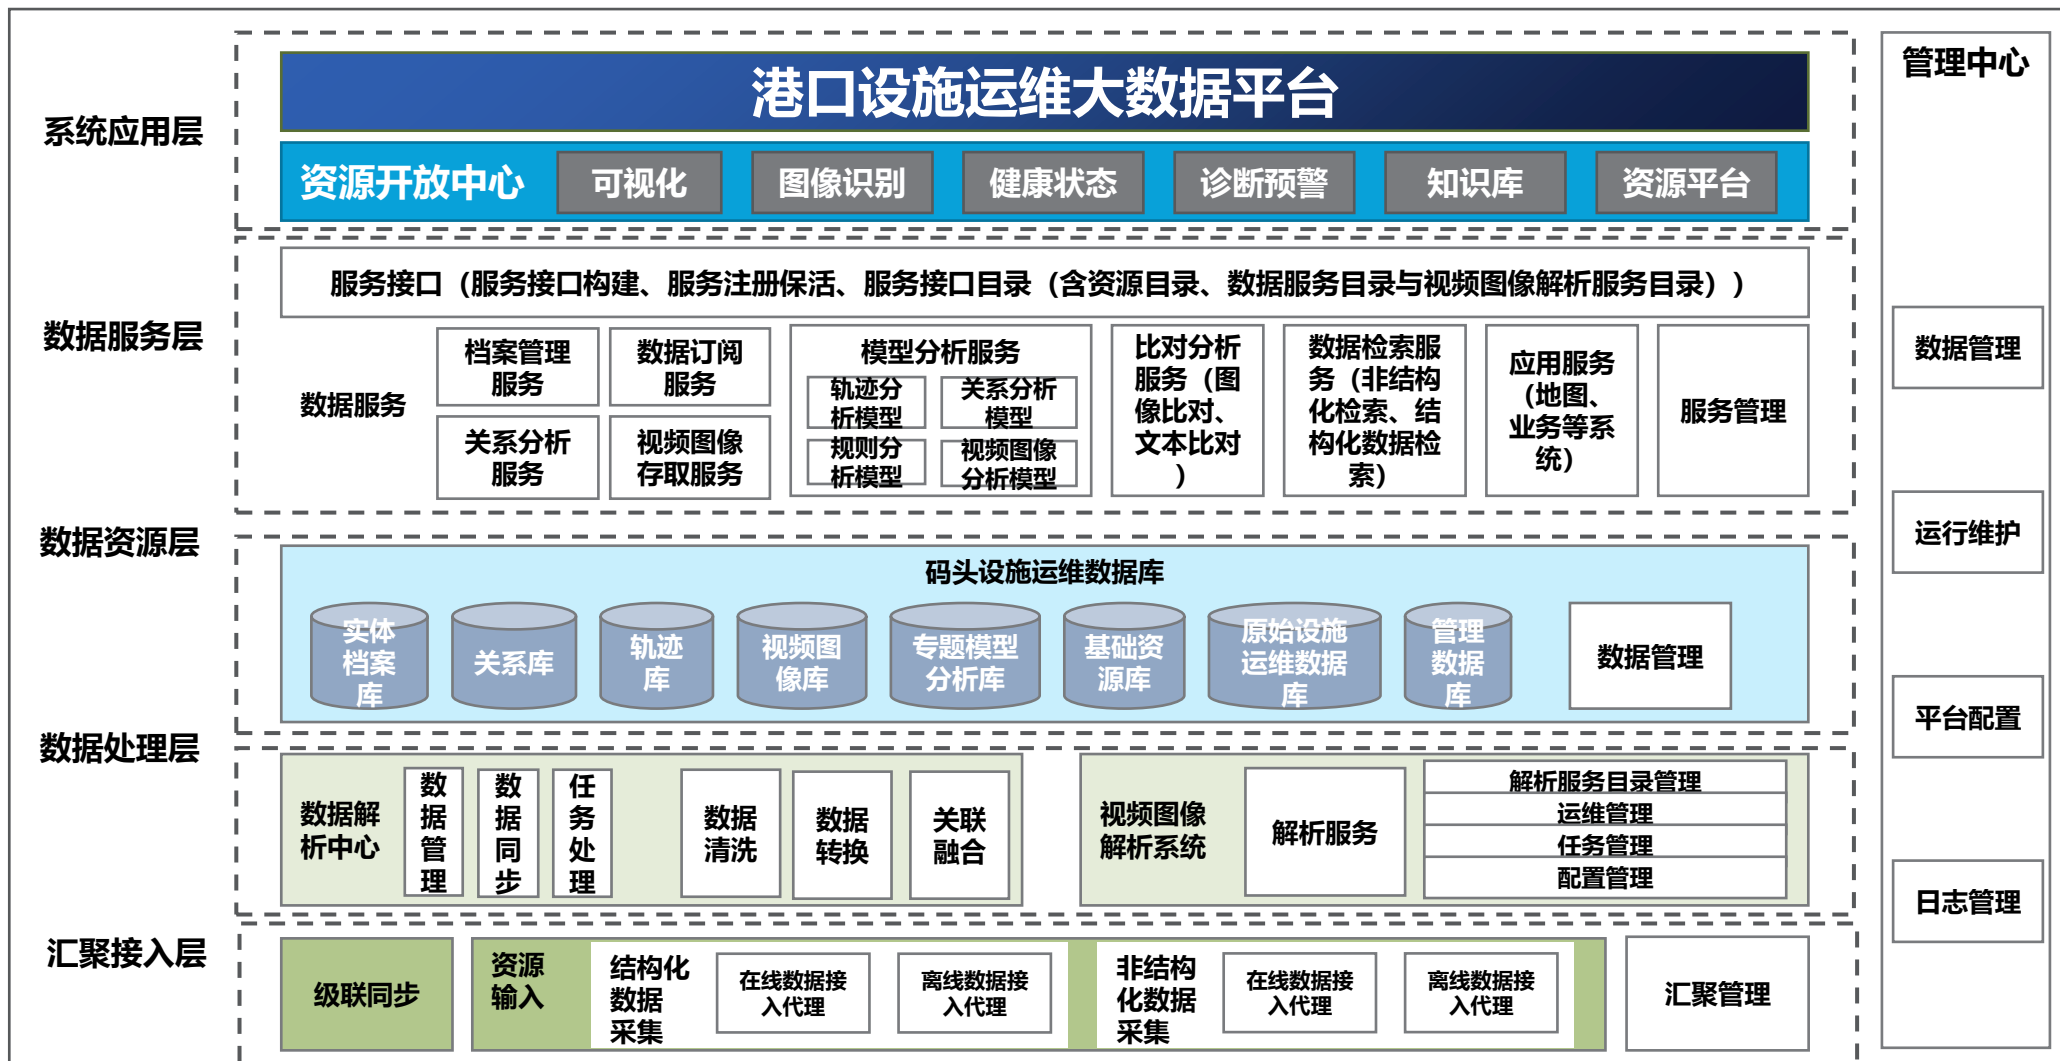 港口设施运维大数据平台
系统应用层
资源开放中心
可视化
图像识别
健康状态
诊断预警
知识库
资源平台
数据服务层
服务接口（服务接口构建、服务注册保活、服务接口目录（含资源目录、数据服务目录与视频图像解析服务目录））
数据服务
档案管理
服务
数据订阅
服务
关系分析
服务
视频图像
存取服务
模型分析服务
轨迹分
析模型
关系分析
模型
规则分
析模型
视频图像
分析模型
比对分析
服务（图
像比对、
文本比对
）
数据检索服
务（非结构
化检索、结
构化数据检
索）
应用服务
（地图、
业务等系
统）
服务管理
数据资源层
码头设施运维数据库
实体
档案
库
关系库
轨迹
库
视频图
像库
专题模型
分析库
基础资
源库
原始设施
运维数据
库
管理
数据
库
数据管理
数据处理层
数据解
析中心
数
据
管
理
数
据
同
步
任
务
处
理
数据
清洗
数据
转换
关联
融合
视频图像
解析系统
解析服务
解析服务目录管理
运维管理
任务管理
配置管理
汇聚接入层
级联同步
资源
输入
结构化
数据
采集
在线数据接
入代理
离线数据接
入代理
非结构
化数据
采集
在线数据接
入代理
离线数据接
入代理
汇聚管理
管理中心
数据管理
运行维护
平台配置
日志管理